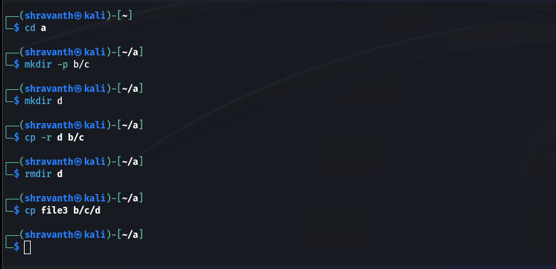 ┌──(shravanth㉿kali)-[~]
└─$ cd a
┌──(shravanth㉿kali)-[~/a]
└─$ mkdir -p b/c
┌──(shravanth㉿kali)-[~/a]
└─$ mkdir d
┌──(shravanth㉿kali)-[~/a]
└─$ cp -r d b/c
┌──(shravanth㉿kali)-[~/a]
└─$ rmdir d
┌──(shravanth㉿kali)-[~/a]
└─$ cp file3 b/c/d
┌──(shravanth㉿kali)-[~/a]
└─$